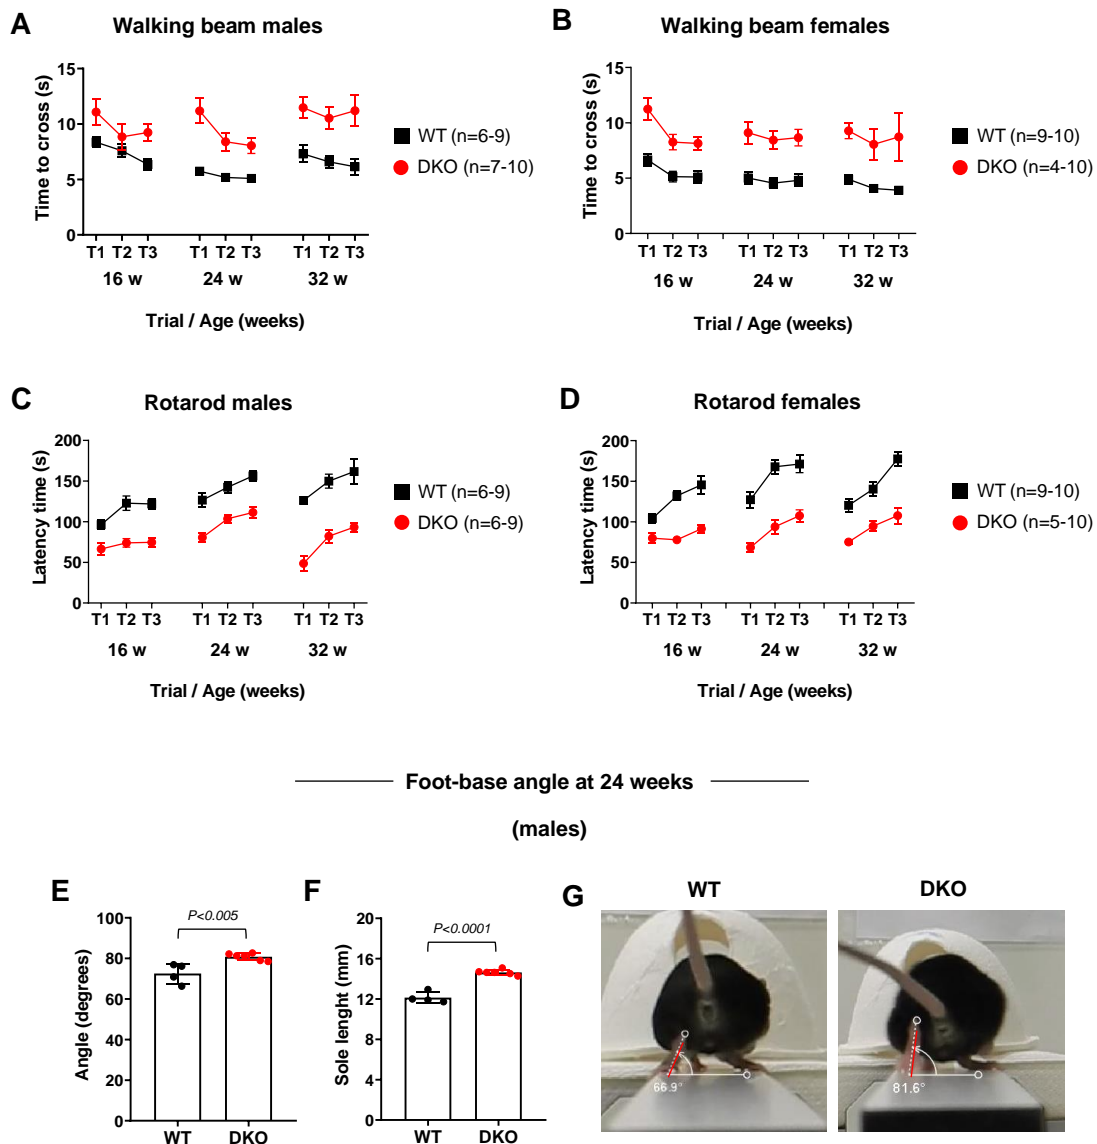 A
Walking beam males
Time to cross (s)
15
10
5
0
T1 T2 T3 T1 T2 T3 T1 T2 T3
16 w 24 w 32 w
Trial / Age (weeks)
WT (n=6-9)
DKO (n=7-10)
B
Walking beam females
Time to cross (s)
15
10
5
0
T1 T2 T3 T1 T2 T3 T1 T2 T3
16 w 24 w 32 w
Trial / Age (weeks)
WT (n=9-10)
DKO (n=4-10)
C
Rotarod males
Latency time (s)
200
150
100
50
0
T1 T2 T3 T1 T2 T3 T1 T2 T3
16 w 24 w 32 w
Trial / Age (weeks)
WT (n=6-9)
DKO (n=6-9)
D
Rotarod females
Latency time (s)
200
150
100
50
0
T1 T2 T3 T1 T2 T3 T1 T2 T3
16 w 24 w 32 w
Trial / Age (weeks)
WT (n=9-10)
DKO (n=5-10)
Foot-base angle at 24 weeks
(males)
E
Angle (degrees)
100
80
60
40
20
0
P<0.005
WT DKO
F
Sole lenght (mm)
20
16
12
8
4
0
P<0.0001
WT DKO
G
WT
66.9°
DKO
81.6°